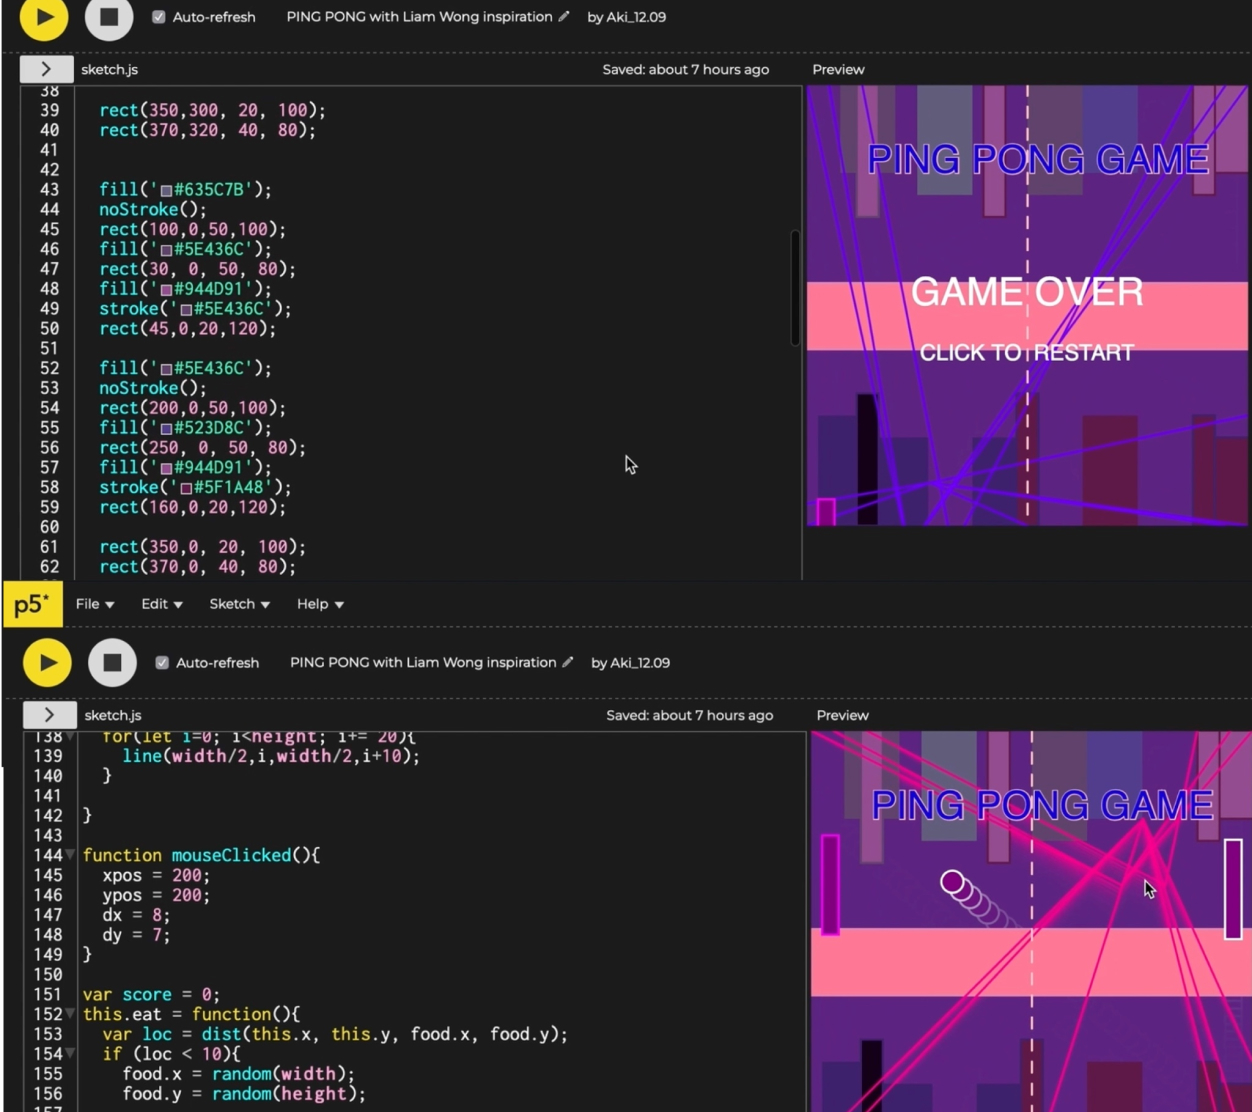 Auto-refresh PING PONG with Liam Wong inspiration by Aki_12.09
sketch.js Saved: about 7 hours ago Preview
38
39 rect(350,300, 20, 100);
40 rect(370,320, 40, 80);
41
42
43 fill('#635C7B');
44 noStroke();
45 rect(100,0,50,100);
46 fill('#5E436C');
47 rect(30, 0, 50, 80);
48 fill('#944D91');
49 stroke('#5E436C');
50 rect(45,0,20,120);
51
52 fill('#5E436C');
53 noStroke();
54 rect(200,0,50,100);
55 fill('#523D8C');
56 rect(250, 0, 50, 80);
57 fill('#944D91');
58 stroke('#5F1A48');
59 rect(160,0,20,120);
60
61 rect(350,0, 20, 100);
62 rect(370,0, 40, 80);
PING PONG GAME
GAME OVER
CLICK TO RESTART
p5* File Edit Sketch Help
Auto-refresh PING PONG with Liam Wong inspiration by Aki_12.09
sketch.js Saved: about 7 hours ago Preview
138 for(let i=0; i<height; i+= 20){
139 line(width/2,i,width/2,i+10);
140 }
141
142 }
143
144 function mouseClicked(){
145 xpos = 200;
146 ypos = 200;
147 dx = 8;
148 dy = 7;
149 }
150
151 var score = 0;
152 this.eat = function(){
153 var loc = dist(this.x, this.y, food.x, food.y);
154 if (loc < 10){
155 food.x = random(width);
156 food.y = random(height);
157
PING PONG GAME